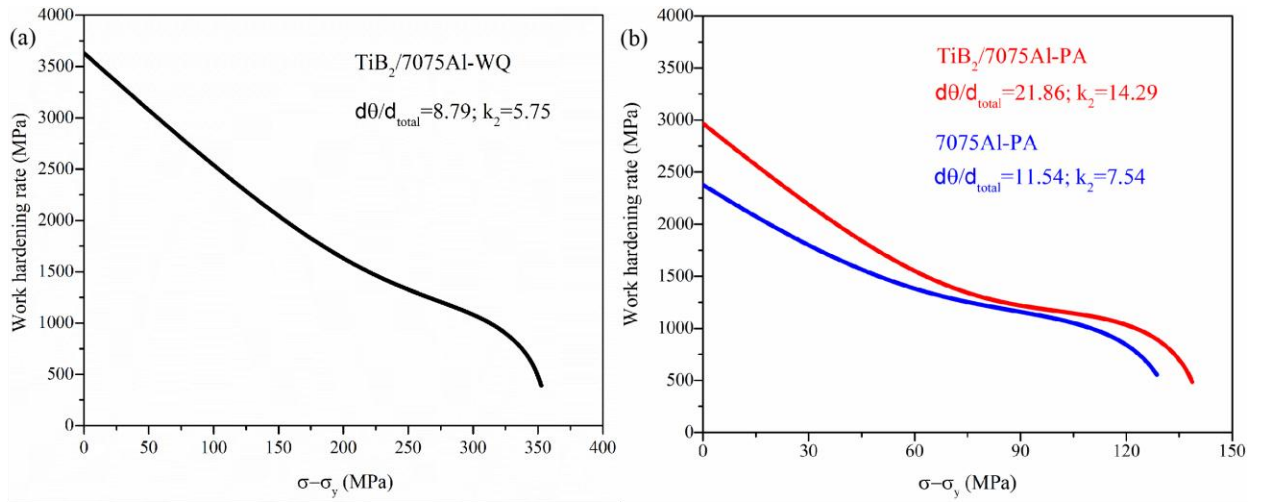 (a)
TiB2/7075Al-WQ
dθ/dtotal=8.79; k2=5.75
Work hardening rate (MPa)
4000
3500
3000
2500
2000
1500
1000
500
0
0 50 100 150 200 250 300 350 400
σ−σy (MPa)
(b)
TiB2/7075Al-PA
dθ/dtotal=21.86; k2=14.29
7075Al-PA
dθ/dtotal=11.54; k2=7.54
Work hardening rate (MPa)
4000
3500
3000
2500
2000
1500
1000
500
0
0 30 60 90 120 150
σ−σy (MPa)